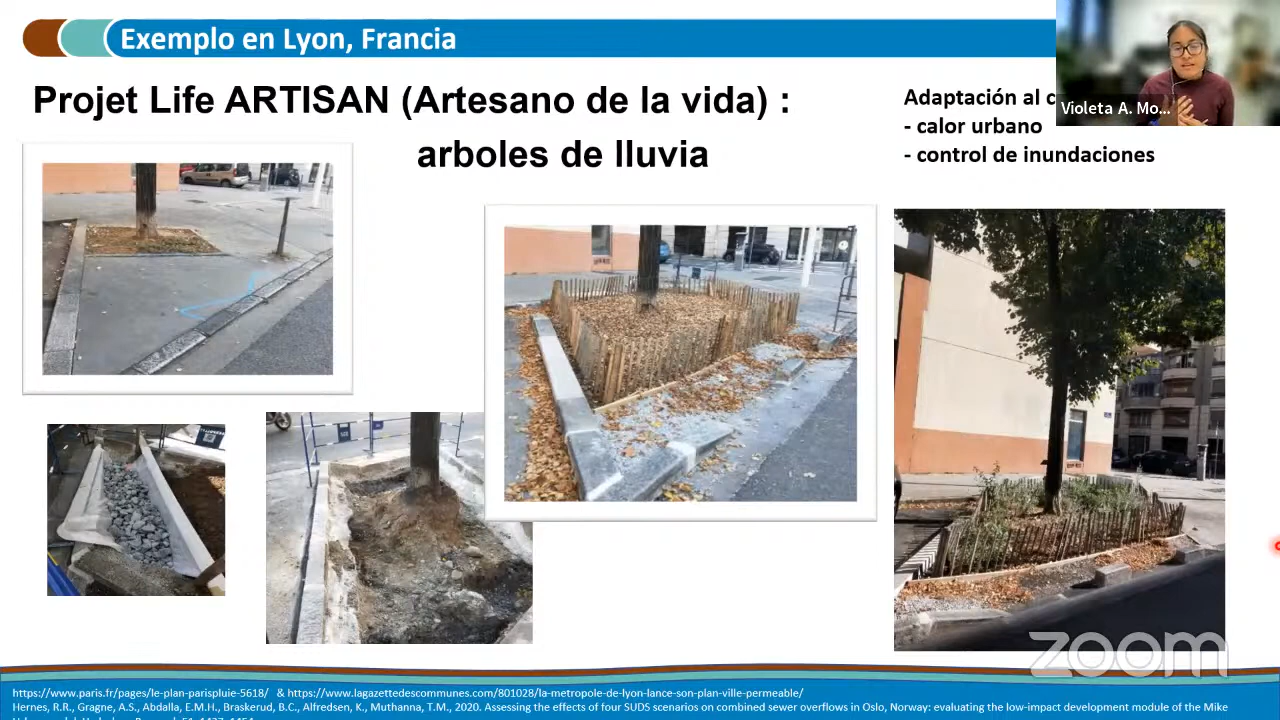 Exemplo en Lyon, Francia
Projet Life ARTISAN (Artesano de la vida) :
arboles de lluvia
Adaptación al c
- calor urbano
- control de inundaciones
Violeta A. Mo...
zoom
https://www.paris.fr/pages/le-plan-parispluie-5618/ & https://www.lagazettedescommunes.com/801028/la-metropole-de-lyon-lance-son-plan-ville-permeable/
Hernes, R.R., Gragne, A.S., Abdalla, E.M.H., Braskerud, B.C., Alfredsen, K., Muthanna, T.M., 2020. Assessing the effects of four SUDS scenarios on combined sewer overflows in Oslo, Norway: evaluating the low-impact development module of the Mike